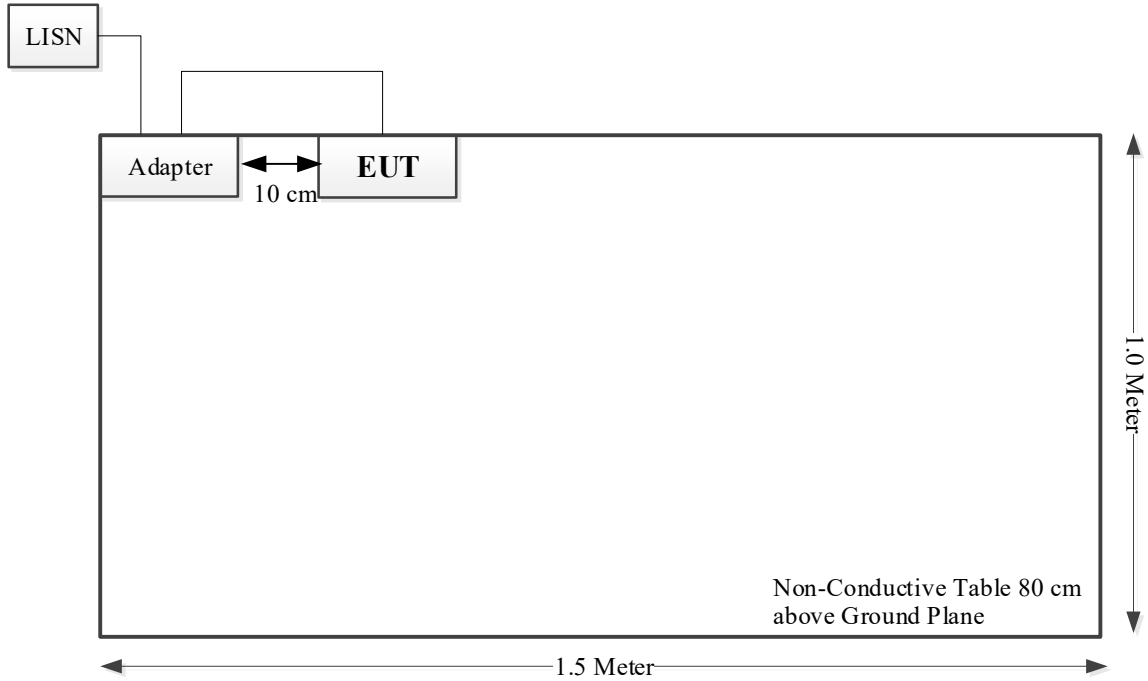 LISN
Adapter
EUT
10 cm
1.0 Meter
Non-Conductive Table 80 cm
above Ground Plane
1.5 Meter